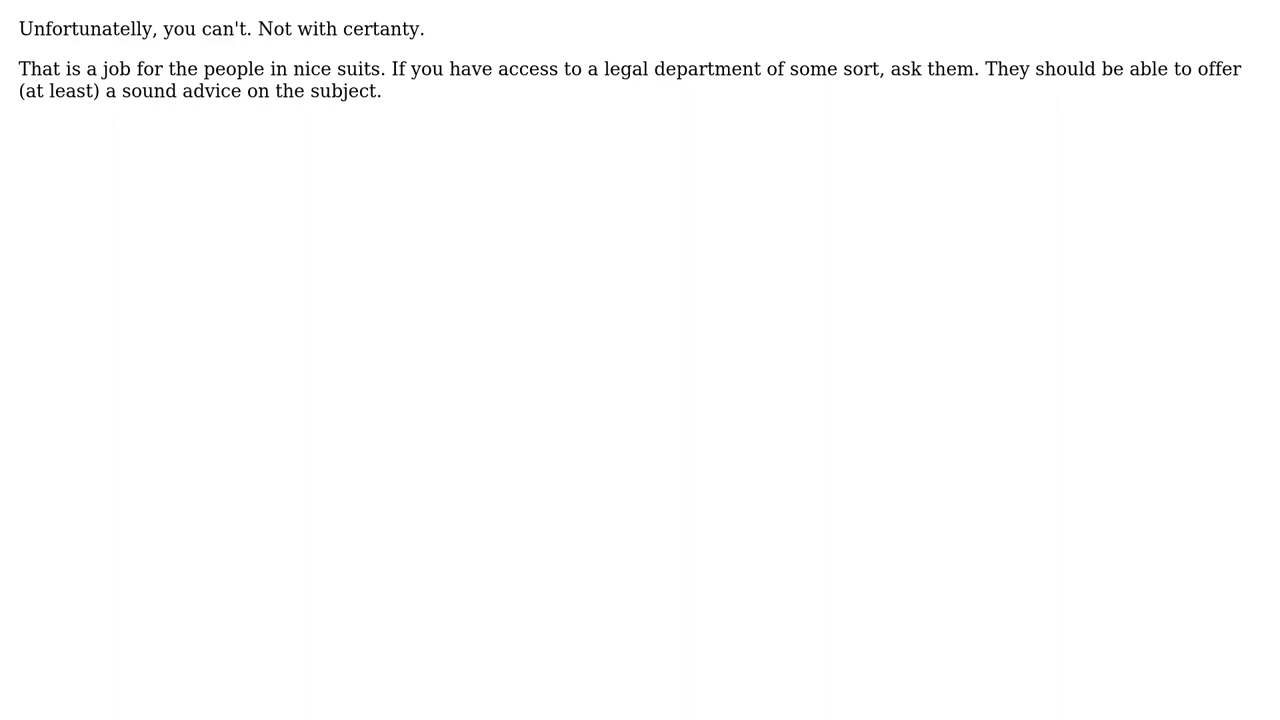 Unfortunatelly, you can't. Not with certanty.
That is a job for the people in nice suits. If you have access to a legal department of some sort, ask them. They should be able to offer
(at least) a sound advice on the subject.